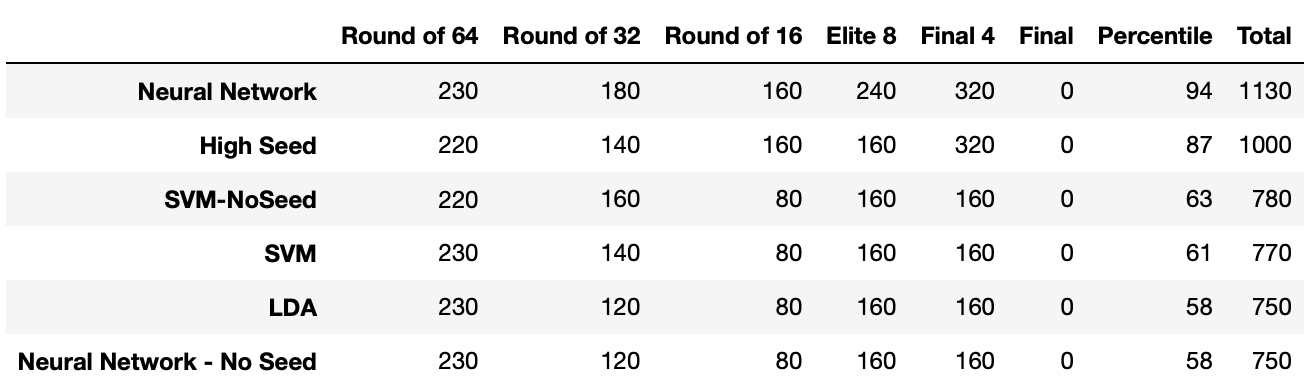 Round of 64 Round of 32 Round of 16 Elite 8 Final 4 Final Percentile Total
Neural Network 230 180 160 240 320 0 94 1130
High Seed 220 140 160 160 320 0 87 1000
SVM-NoSeed 220 160 80 160 160 0 63 780
SVM 230 140 80 160 160 0 61 770
LDA 230 120 80 160 160 0 58 750
Neural Network - No Seed 230 120 80 160 160 0 58 750